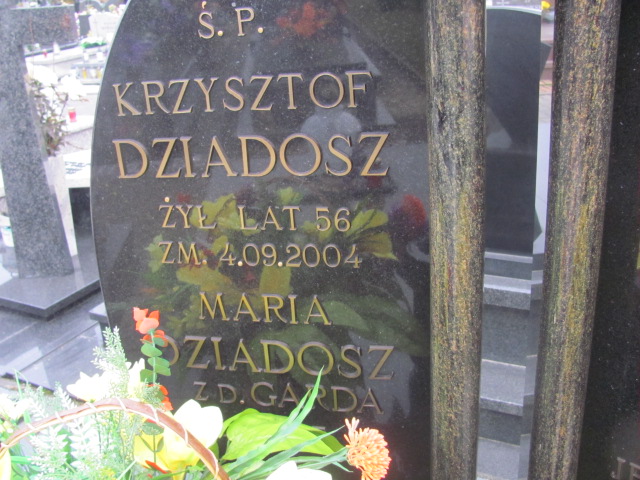 Ś. P.
KRZYSZTOF
DZIADOSZ
ŻYŁ LAT 56
ZM. 4.09.2004
MARIA
DZIADOSZ
Z D. GARDA